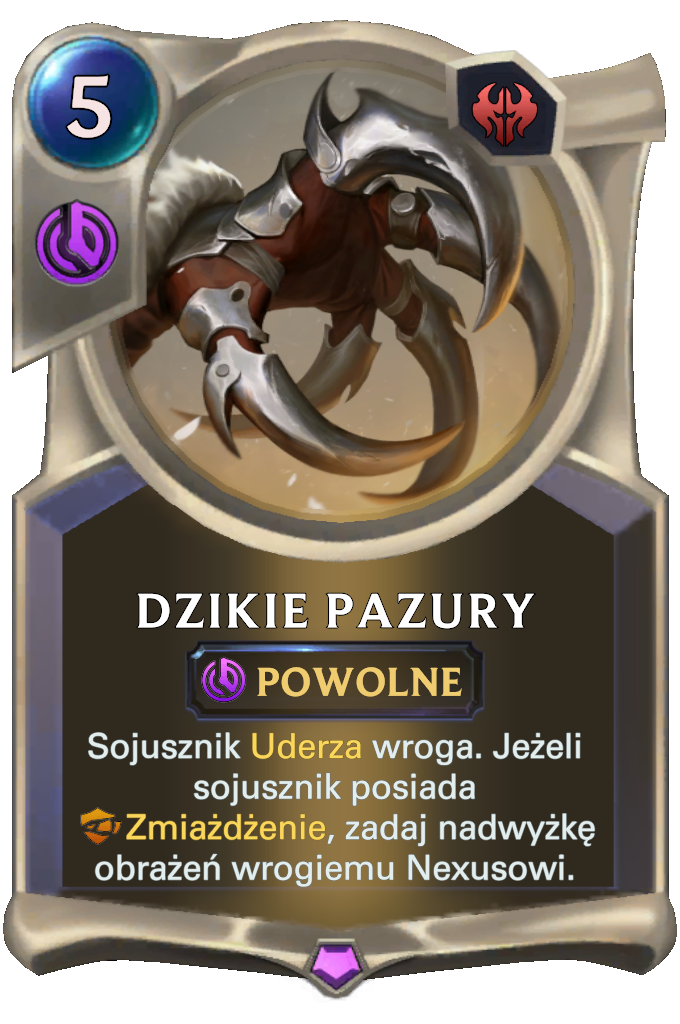 5
DZIKIE PAZURY
POWOLNE
Sojusznik Uderza wroga. Jeżeli
sojusznik posiada
Zmiażdżenie, zadaj nadwyżkę
obrażeń wrogiemu Nexusowi.